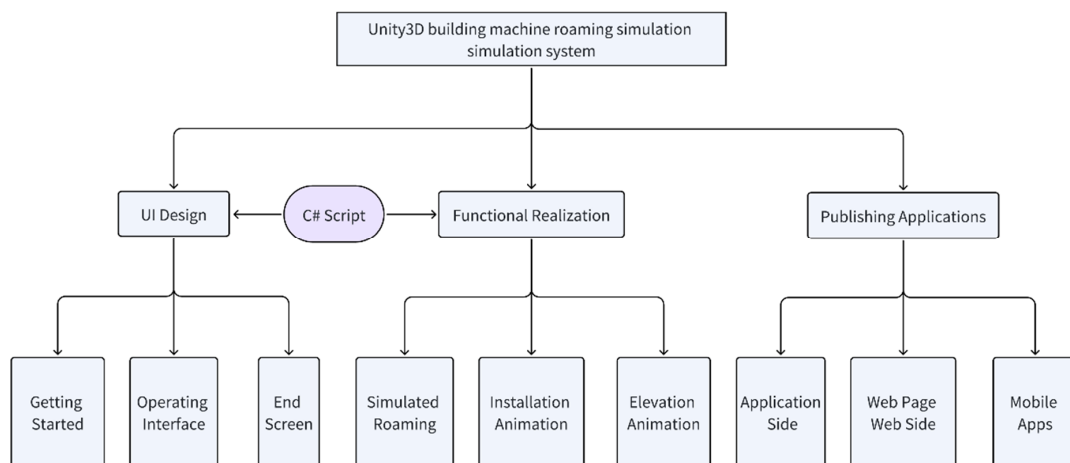 Unity3D building machine roaming simulation
simulation system
UI Design
C# Script
Functional Realization
Publishing Applications
Getting
Started
Operating
Interface
End
Screen
Simulated
Roaming
Installation
Animation
Elevation
Animation
Application
Side
Web Page
Web Side
Mobile
Apps